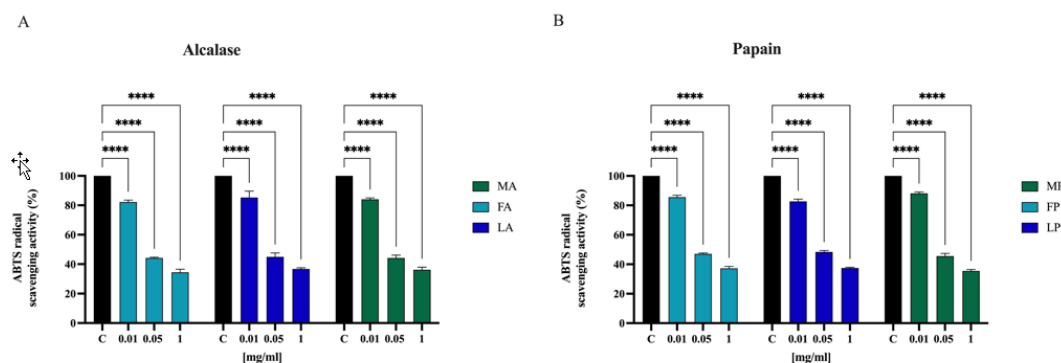 A
Alcalase
**** **** ****
**** **** ****
**** **** ****
ABTS radical
scavenging activity (%)
100
80
60
40
20
0
C 0.01 0.05 1 C 0.01 0.05 1 C 0.01 0.05 1
[mg/ml]
MA
FA
LA
B
Papain
**** **** ****
**** **** ****
**** **** ****
ABTS radical
scavenging activity (%)
100
80
60
40
20
0
C 0.01 0.05 1 C 0.01 0.05 1 C 0.01 0.05 1
[mg/ml]
FP
LP